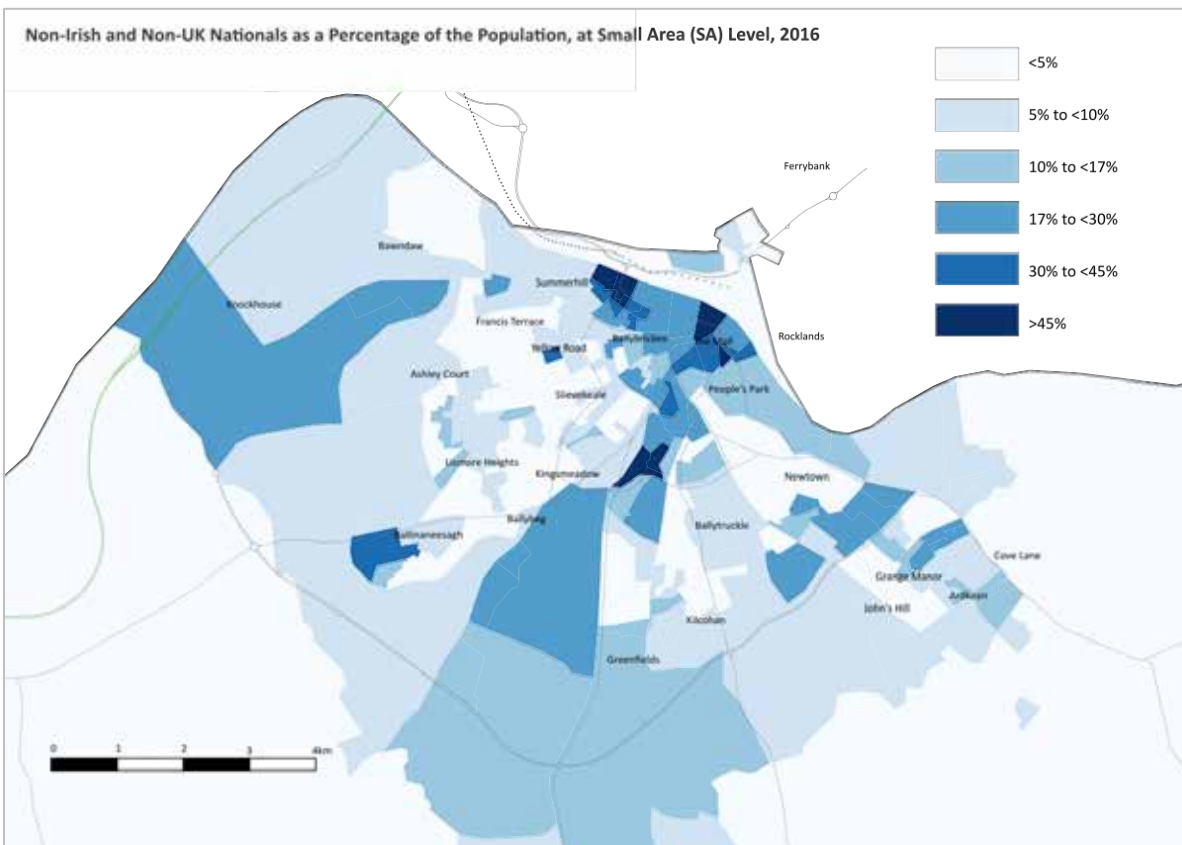 Non-Irish and Non-UK Nationals as a Percentage of the Population, at Small Area (SA) Level, 2016
<5%
5% to <10%
10% to <17%
17% to <30%
30% to <45%
>45%
Ferrybank
Bawndaw
Knockhouse
Summerhill
Francis Terrace
Rocklands
Ballybricken
The Mall
Yellow Road
Ashley Court
People's Park
Slievekeale
Lismore Heights
Kingsmeadow
Newtown
Ballybeg
Ballytruckle
Ballinaneesagh
Cove Lane
Grange Manor
Ardkeen
John's Hill
Kilcohan
Greenfields
0 1 2 3 4km